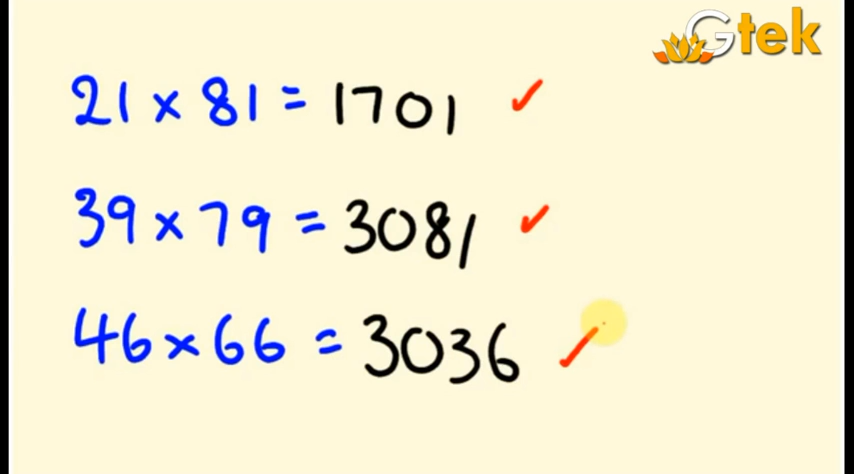 Gtek
21 × 81 = 1701 ✓
39 × 79 = 3081 ✓
46 × 66 = 3036